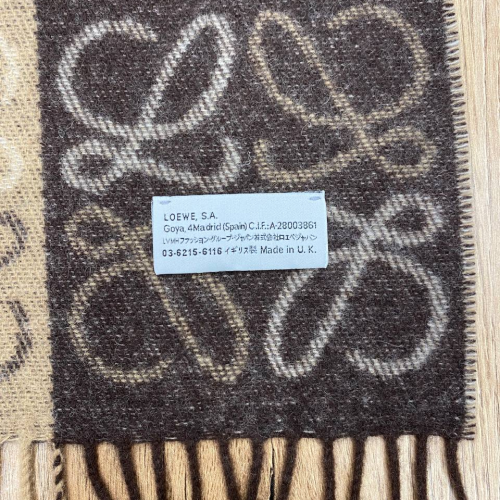 LOEWE, S.A.
Goya, 4Madrid (Spain) C.I.F.:A-28003861
LVMHファッション・グループ・ジャパン株式会社ロエベジャパン
03-6215-6116 イギリス製 Made in U.K.